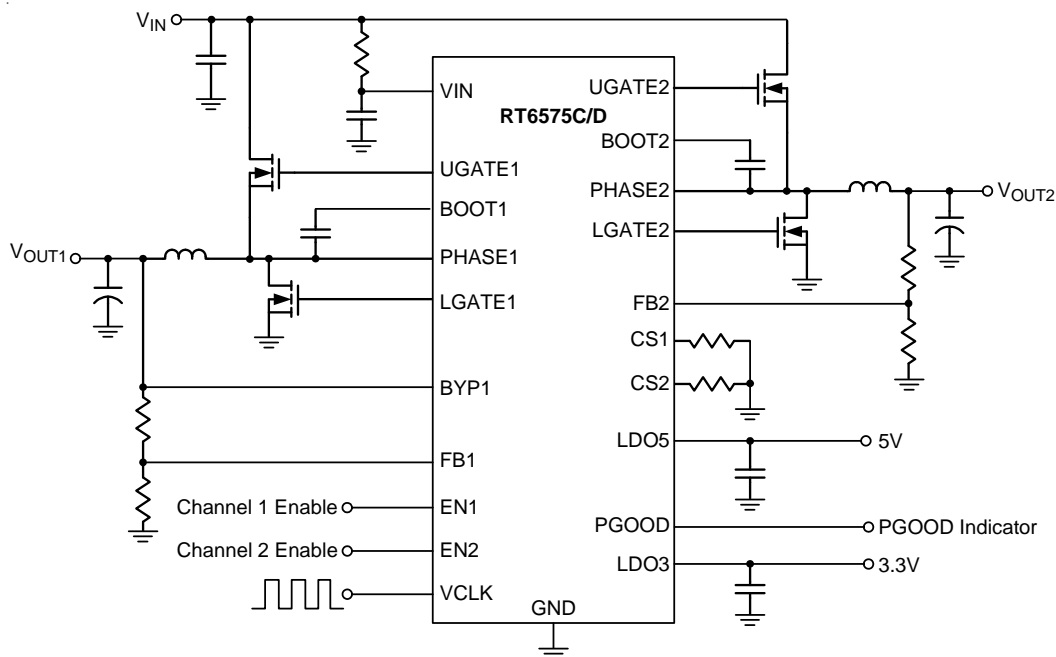 VIN
VIN
RT6575C/D
UGATE2
BOOT2
UGATE1
PHASE2
VOUT2
BOOT1
LGATE2
VOUT1
PHASE1
LGATE1
FB2
CS1
BYP1
CS2
LDO5
5V
FB1
Channel 1 Enable
EN1
PGOOD
PGOOD Indicator
Channel 2 Enable
EN2
LDO3
3.3V
VCLK
GND